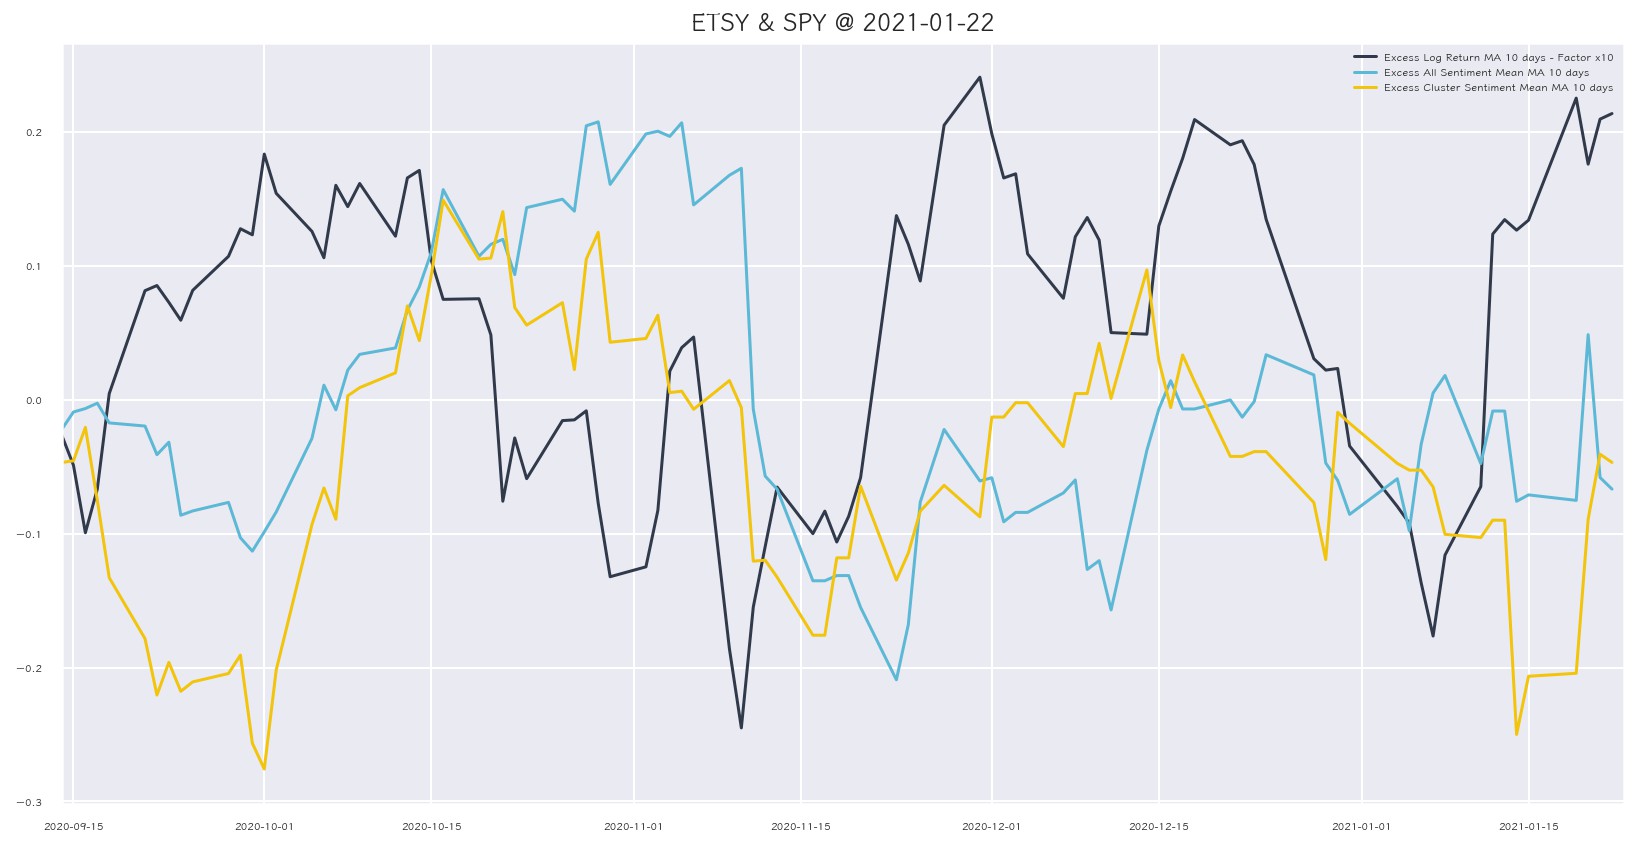 ETSY & SPY @ 2021-01-22
Excess Log Return MA 10 days - Factor x10
Excess All Sentiment Mean MA 10 days
Excess Cluster Sentiment Mean MA 10 days
0.2
0.1
0.0
−0.1
−0.2
−0.3
2020-09-15 2020-10-01 2020-10-15 2020-11-01 2020-11-15 2020-12-01 2020-12-15 2021-01-01 2021-01-15